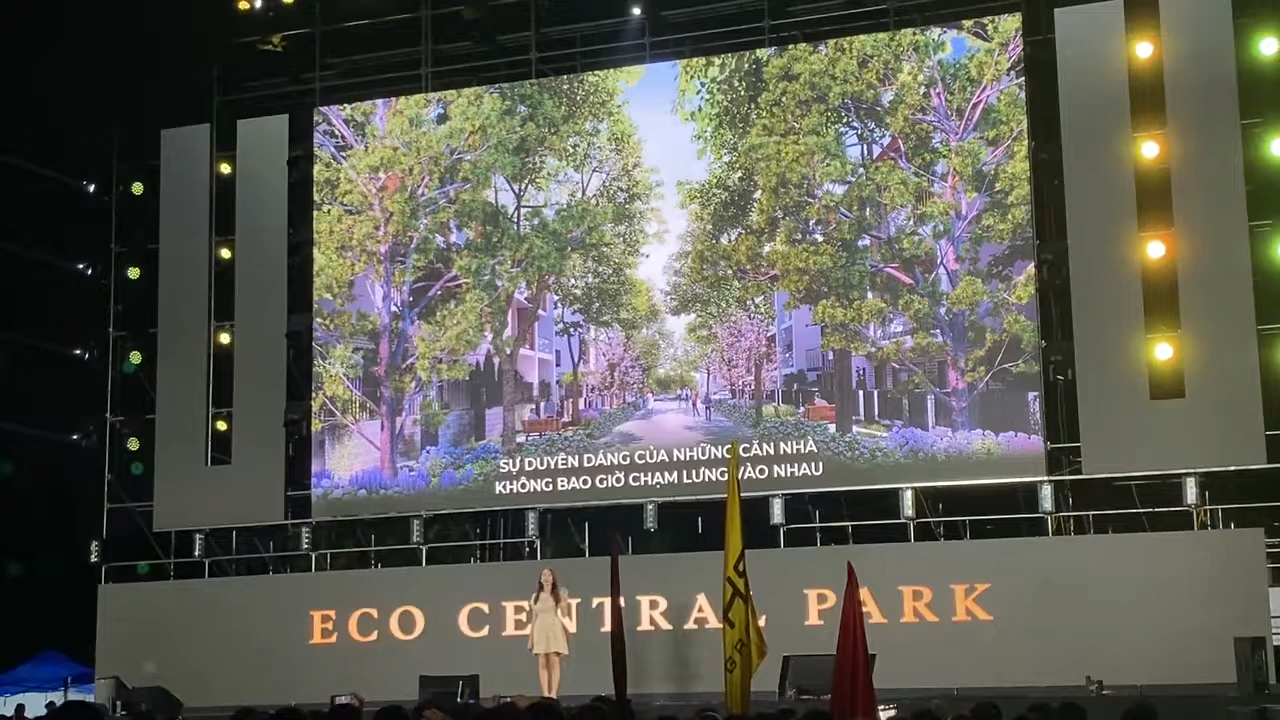 SỰ DUYÊN DÁNG CỦA NHỮNG CĂN NHÀ
KHÔNG BAO GIỜ CHẠM LƯNG VÀO NHAU
ECO CENTRAL PARK